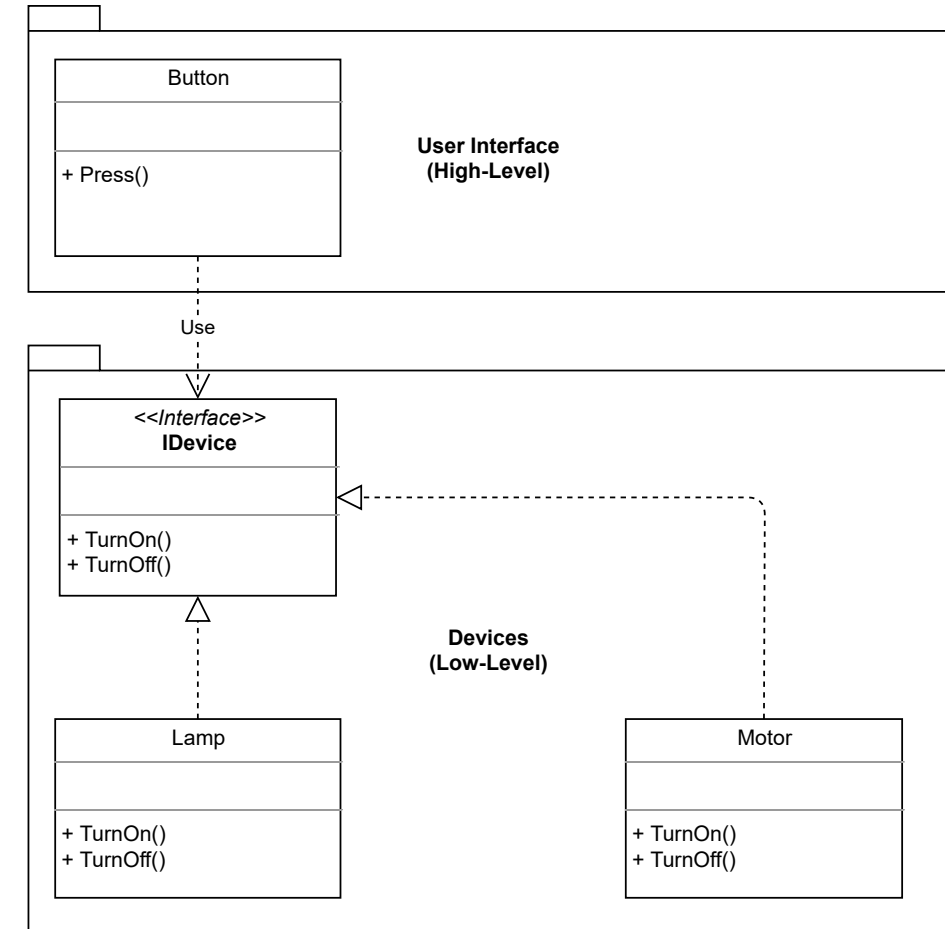 Button
+ Press()
User Interface
(High-Level)
Use
<<Interface>>
IDevice
+ TurnOn()
+ TurnOff()
Devices
(Low-Level)
Lamp
+ TurnOn()
+ TurnOff()
Motor
+ TurnOn()
+ TurnOff()